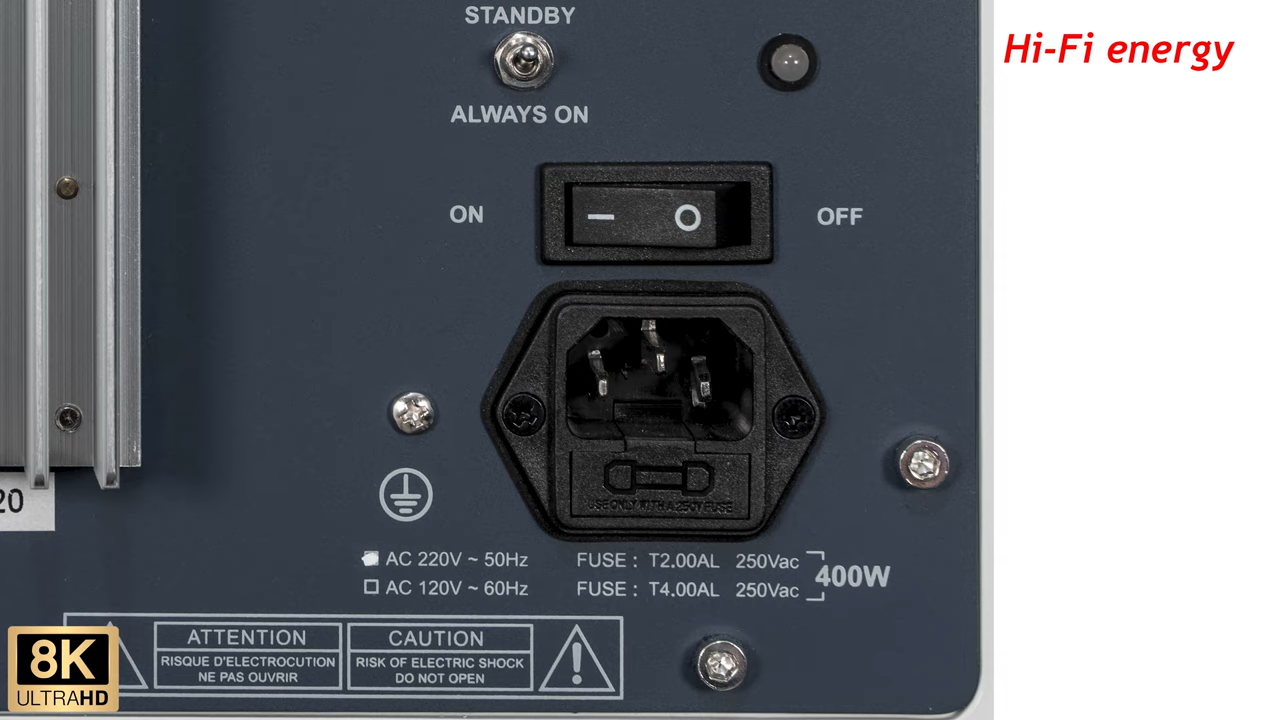 STANDBY
Hi-Fi energy
ALWAYS ON
ON
— O
OFF
USE ONLY WITH A 250V FUSE
20
AC 220V ~ 50Hz FUSE : T2.00AL 250Vac
400W
AC 120V ~ 60Hz FUSE : T4.00AL 250Vac
ATTENTION
RISQUE D'ELECTROCUTION
NE PAS OUVRIR
CAUTION
RISK OF ELECTRIC SHOCK
DO NOT OPEN
!
8K
ULTRAHD